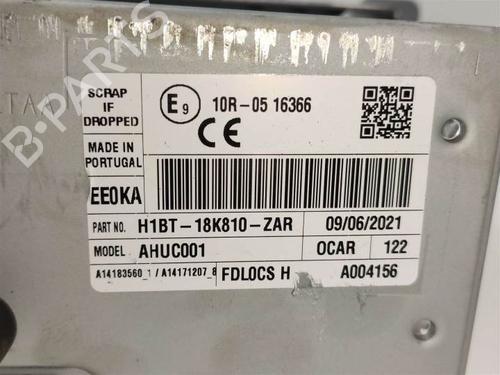 SCRAP
IF
DROPPED
E9 10R-05 16366
CE
MADE IN
PORTUGAL
EE0KA
PART NO. H1BT-18K810-ZAR 09/06/2021
MODEL AHUC001 OCAR 122
A14183560_1 / A14171207_8 FDL0CS H A004156
B-PARTS